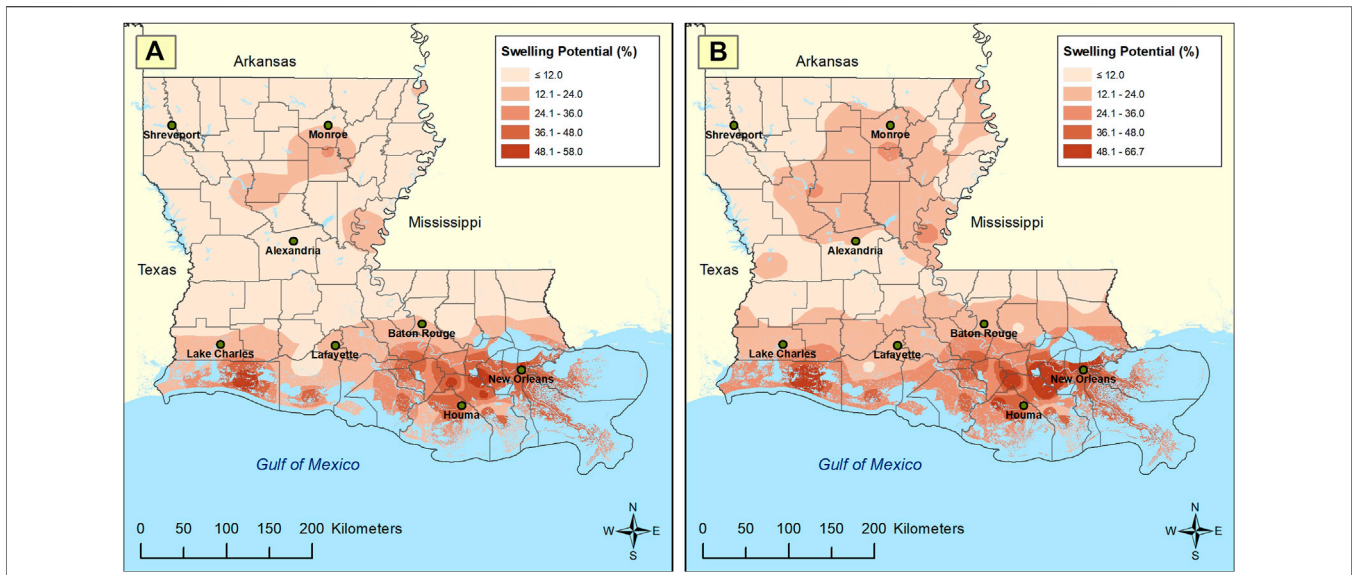 A
Arkansas
Swelling Potential (%)
≤ 12.0
12.1 - 24.0
24.1 - 36.0
36.1 - 48.0
48.1 - 58.0
Shreveport
Monroe
Mississippi
Alexandria
Texas
Baton Rouge
Lake Charles
Lafayette
New Orleans
Houma
Gulf of Mexico
0 50 100 150 200 Kilometers
N
W E
S
B
Arkansas
Swelling Potential (%)
≤ 12.0
12.1 - 24.0
24.1 - 36.0
36.1 - 48.0
48.1 - 66.7
Shreveport
Monroe
Mississippi
Alexandria
Texas
Baton Rouge
Lake Charles
Lafayette
New Orleans
Houma
Gulf of Mexico
0 50 100 150 200 Kilometers
N
W E
S